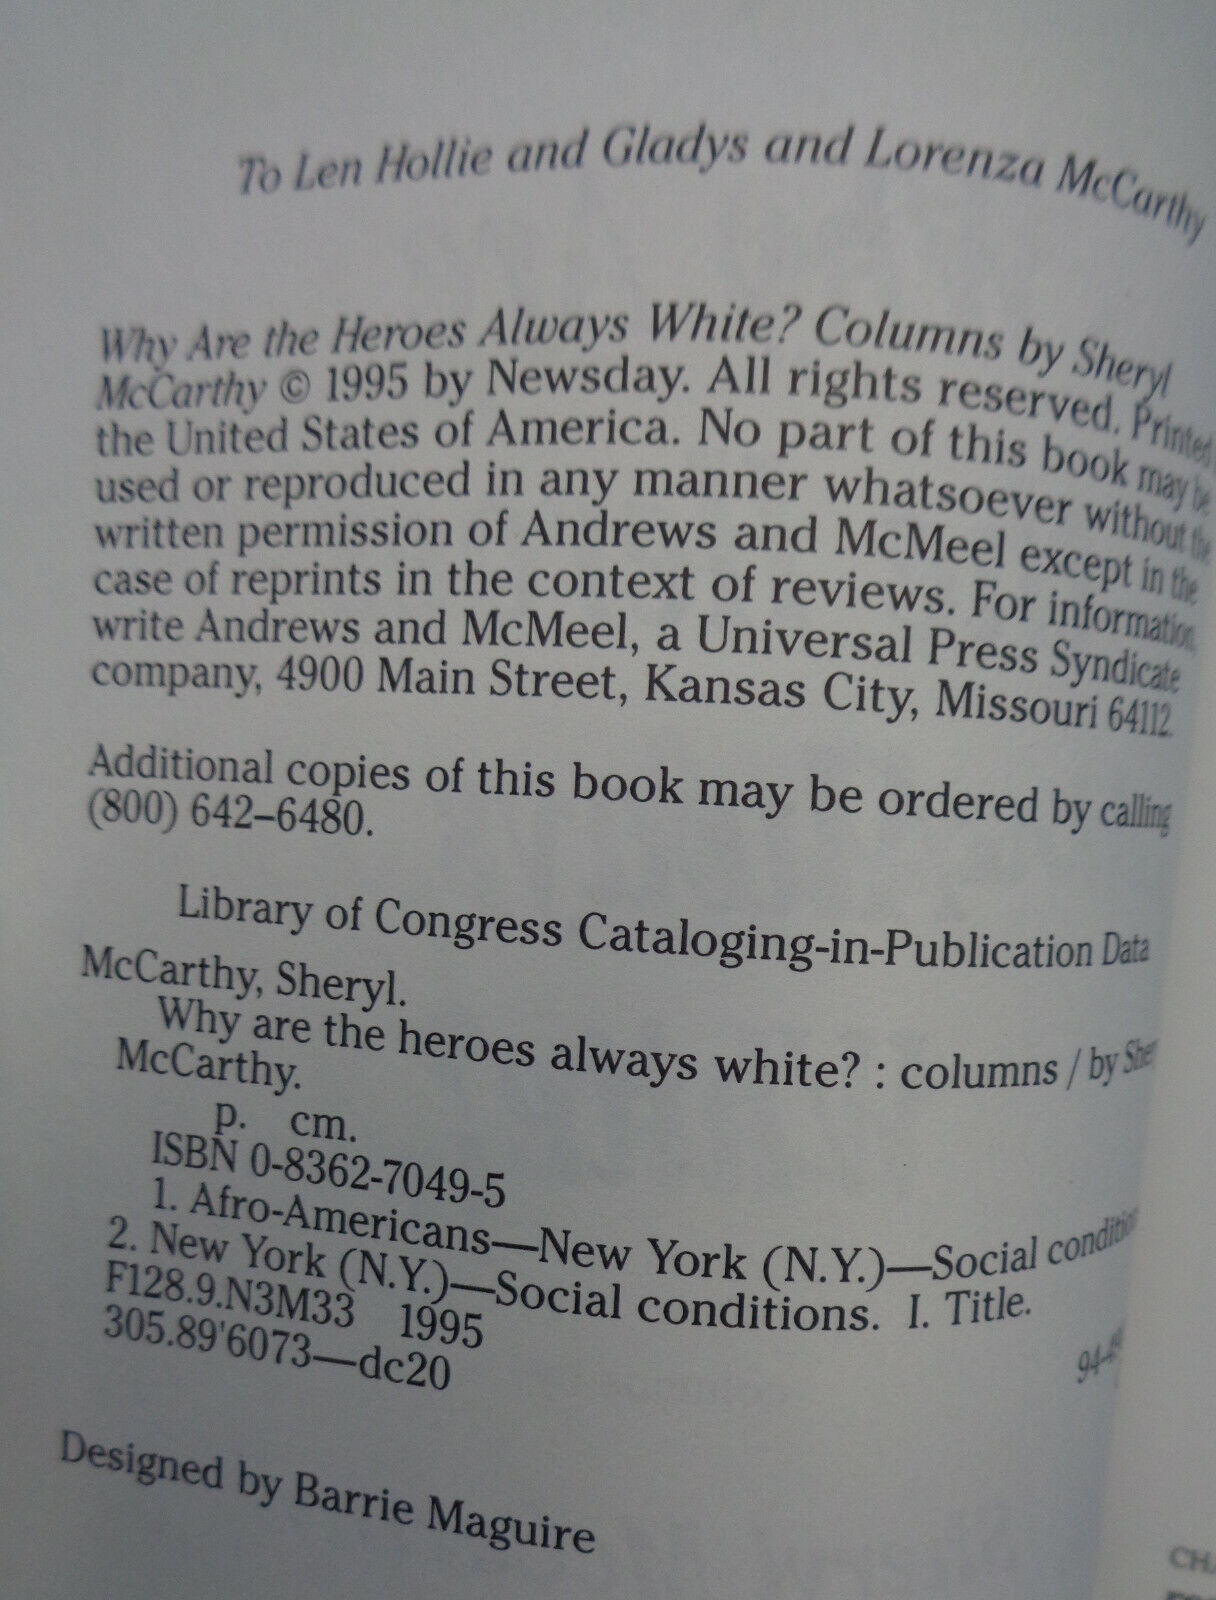 To Len Hollie and Gladys and Lorenza McCarthy
Why Are the Heroes Always White? Columns by Sheryl
McCarthy © 1995 by Newsday. All rights reserved. Printed
the United States of America. No part of this book may be
used or reproduced in any manner whatsoever without the
written permission of Andrews and McMeel except in the
case of reprints in the context of reviews. For information,
write Andrews and McMeel, a Universal Press Syndicate
company, 4900 Main Street, Kansas City, Missouri 64112.
Additional copies of this book may be ordered by calling
(800) 642–6480.
Library of Congress Cataloging-in-Publication Data
McCarthy, Sheryl.
Why are the heroes always white? : columns / by
McCarthy.
p. cm.
ISBN 0-8362-7049-5
1. Afro-Americans—New York (N.Y.)—Social
2. New York (N.Y.)—Social conditions. I. Title.
F128.9.N3M33 1995
305.89'6073—dc20
Designed by Barrie Maguire